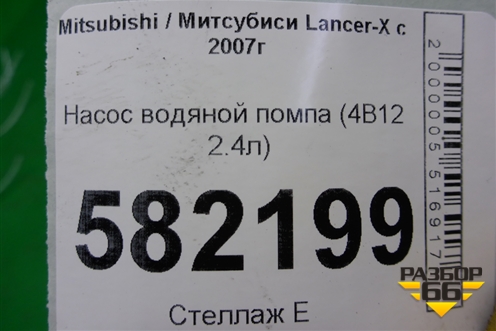 Mitsubishi / Митсубиси Lancer-X с
2007г
Насос водяной помпа (4B12
2.4л)
582199
Стеллаж Е
2000005516917
РАЗБОР
66